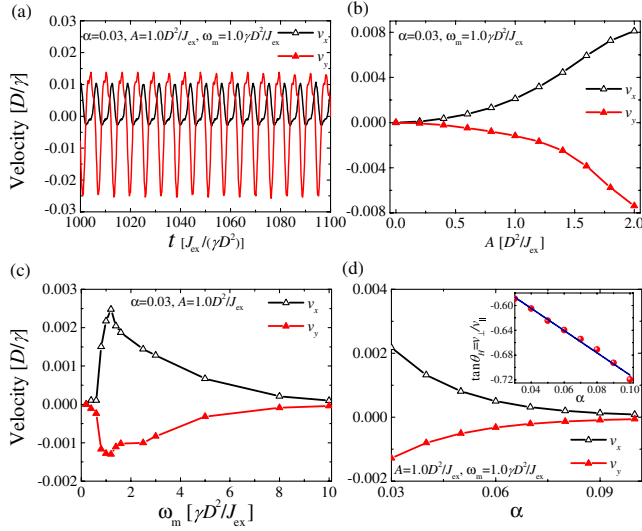 (a)
α=0.03, A=1.0D²/J_ex, ω_m=1.0γD²/J_ex
v_x
v_y
0.03
0.02
0.01
0.00
-0.01
-0.02
-0.03
Velocity [D/γ]
1000 1020 1040 1060 1080 1100
t [J_ex/(γD²)]
(b)
α=0.03, ω_m=1.0γD²/J_ex
v_x
v_y
0.008
0.004
0.000
-0.004
-0.008
0.0 0.5 1.0 1.5 2.0
A [D²/J_ex]
(c)
α=0.03, A=1.0D²/J_ex
v_x
v_y
0.003
0.002
0.001
0.000
-0.001
-0.002
Velocity [D/γ]
0 2 4 6 8 10
ω_m [γD²/J_ex]
(d)
0.004
0.002
0.000
-0.002
tanθ_H=v_⊥/v_||
-0.60
-0.66
-0.72
0.04 0.06 0.08 0.10
α
v_x
v_y
A=1.0D²/J_ex, ω_m=1.0γD²/J_ex
0.03 0.06 0.09
α